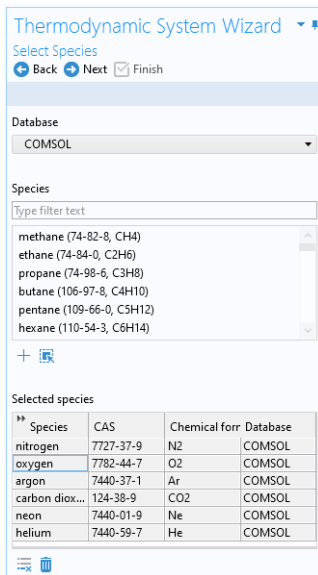 Thermodynamic System Wizard
Select Species
Back Next Finish
Database
COMSOL
Species
Type filter text
methane (74-82-8, CH4)
ethane (74-84-0, C2H6)
propane (74-98-6, C3H8)
butane (106-97-8, C4H10)
pentane (109-66-0, C5H12)
hexane (110-54-3, C6H14)
Selected species
Species CAS Chemical forr Database
nitrogen 7727-37-9 N2 COMSOL
oxygen 7782-44-7 O2 COMSOL
argon 7440-37-1 Ar COMSOL
carbon diox... 124-38-9 CO2 COMSOL
neon 7440-01-9 Ne COMSOL
helium 7440-59-7 He COMSOL